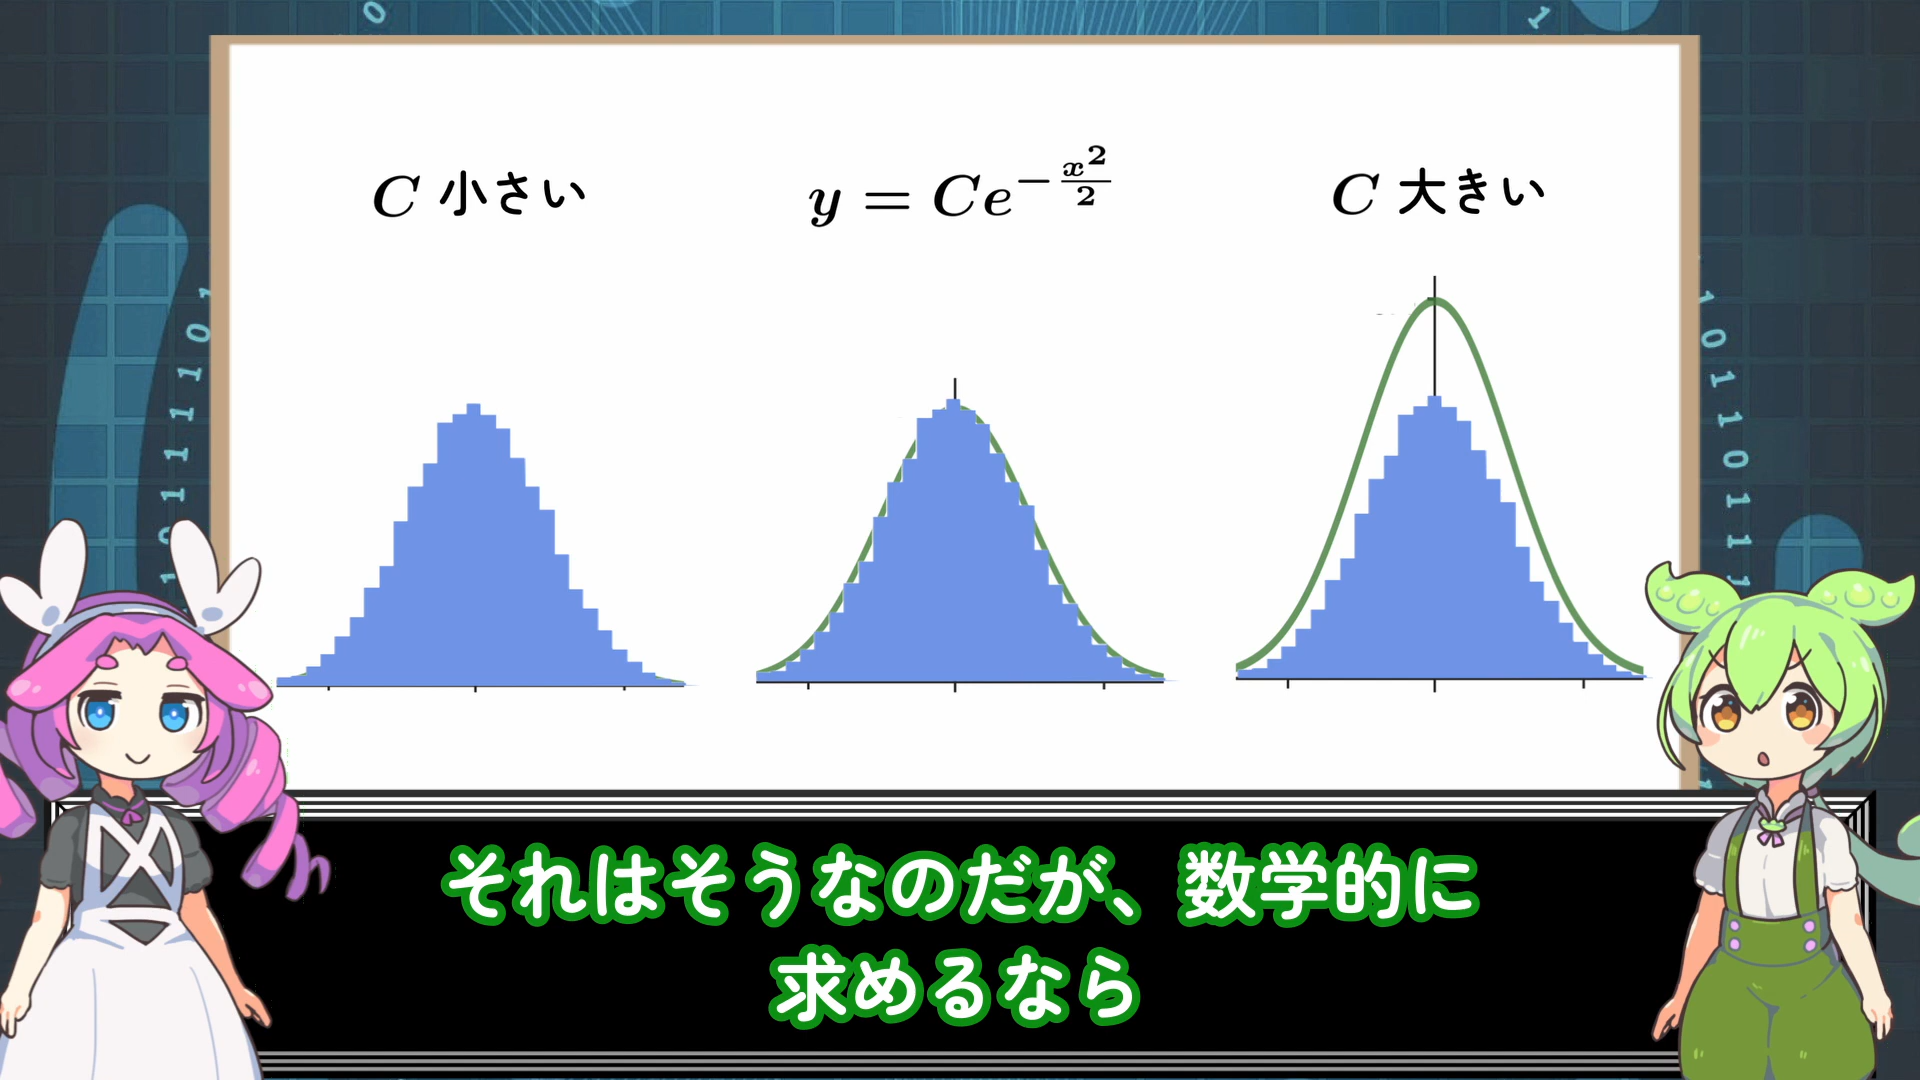 C 小さい
y = Ce^{-\frac{x^2}{2}}
C 大きい
それはそうなのだが、数学的に
求めるなら